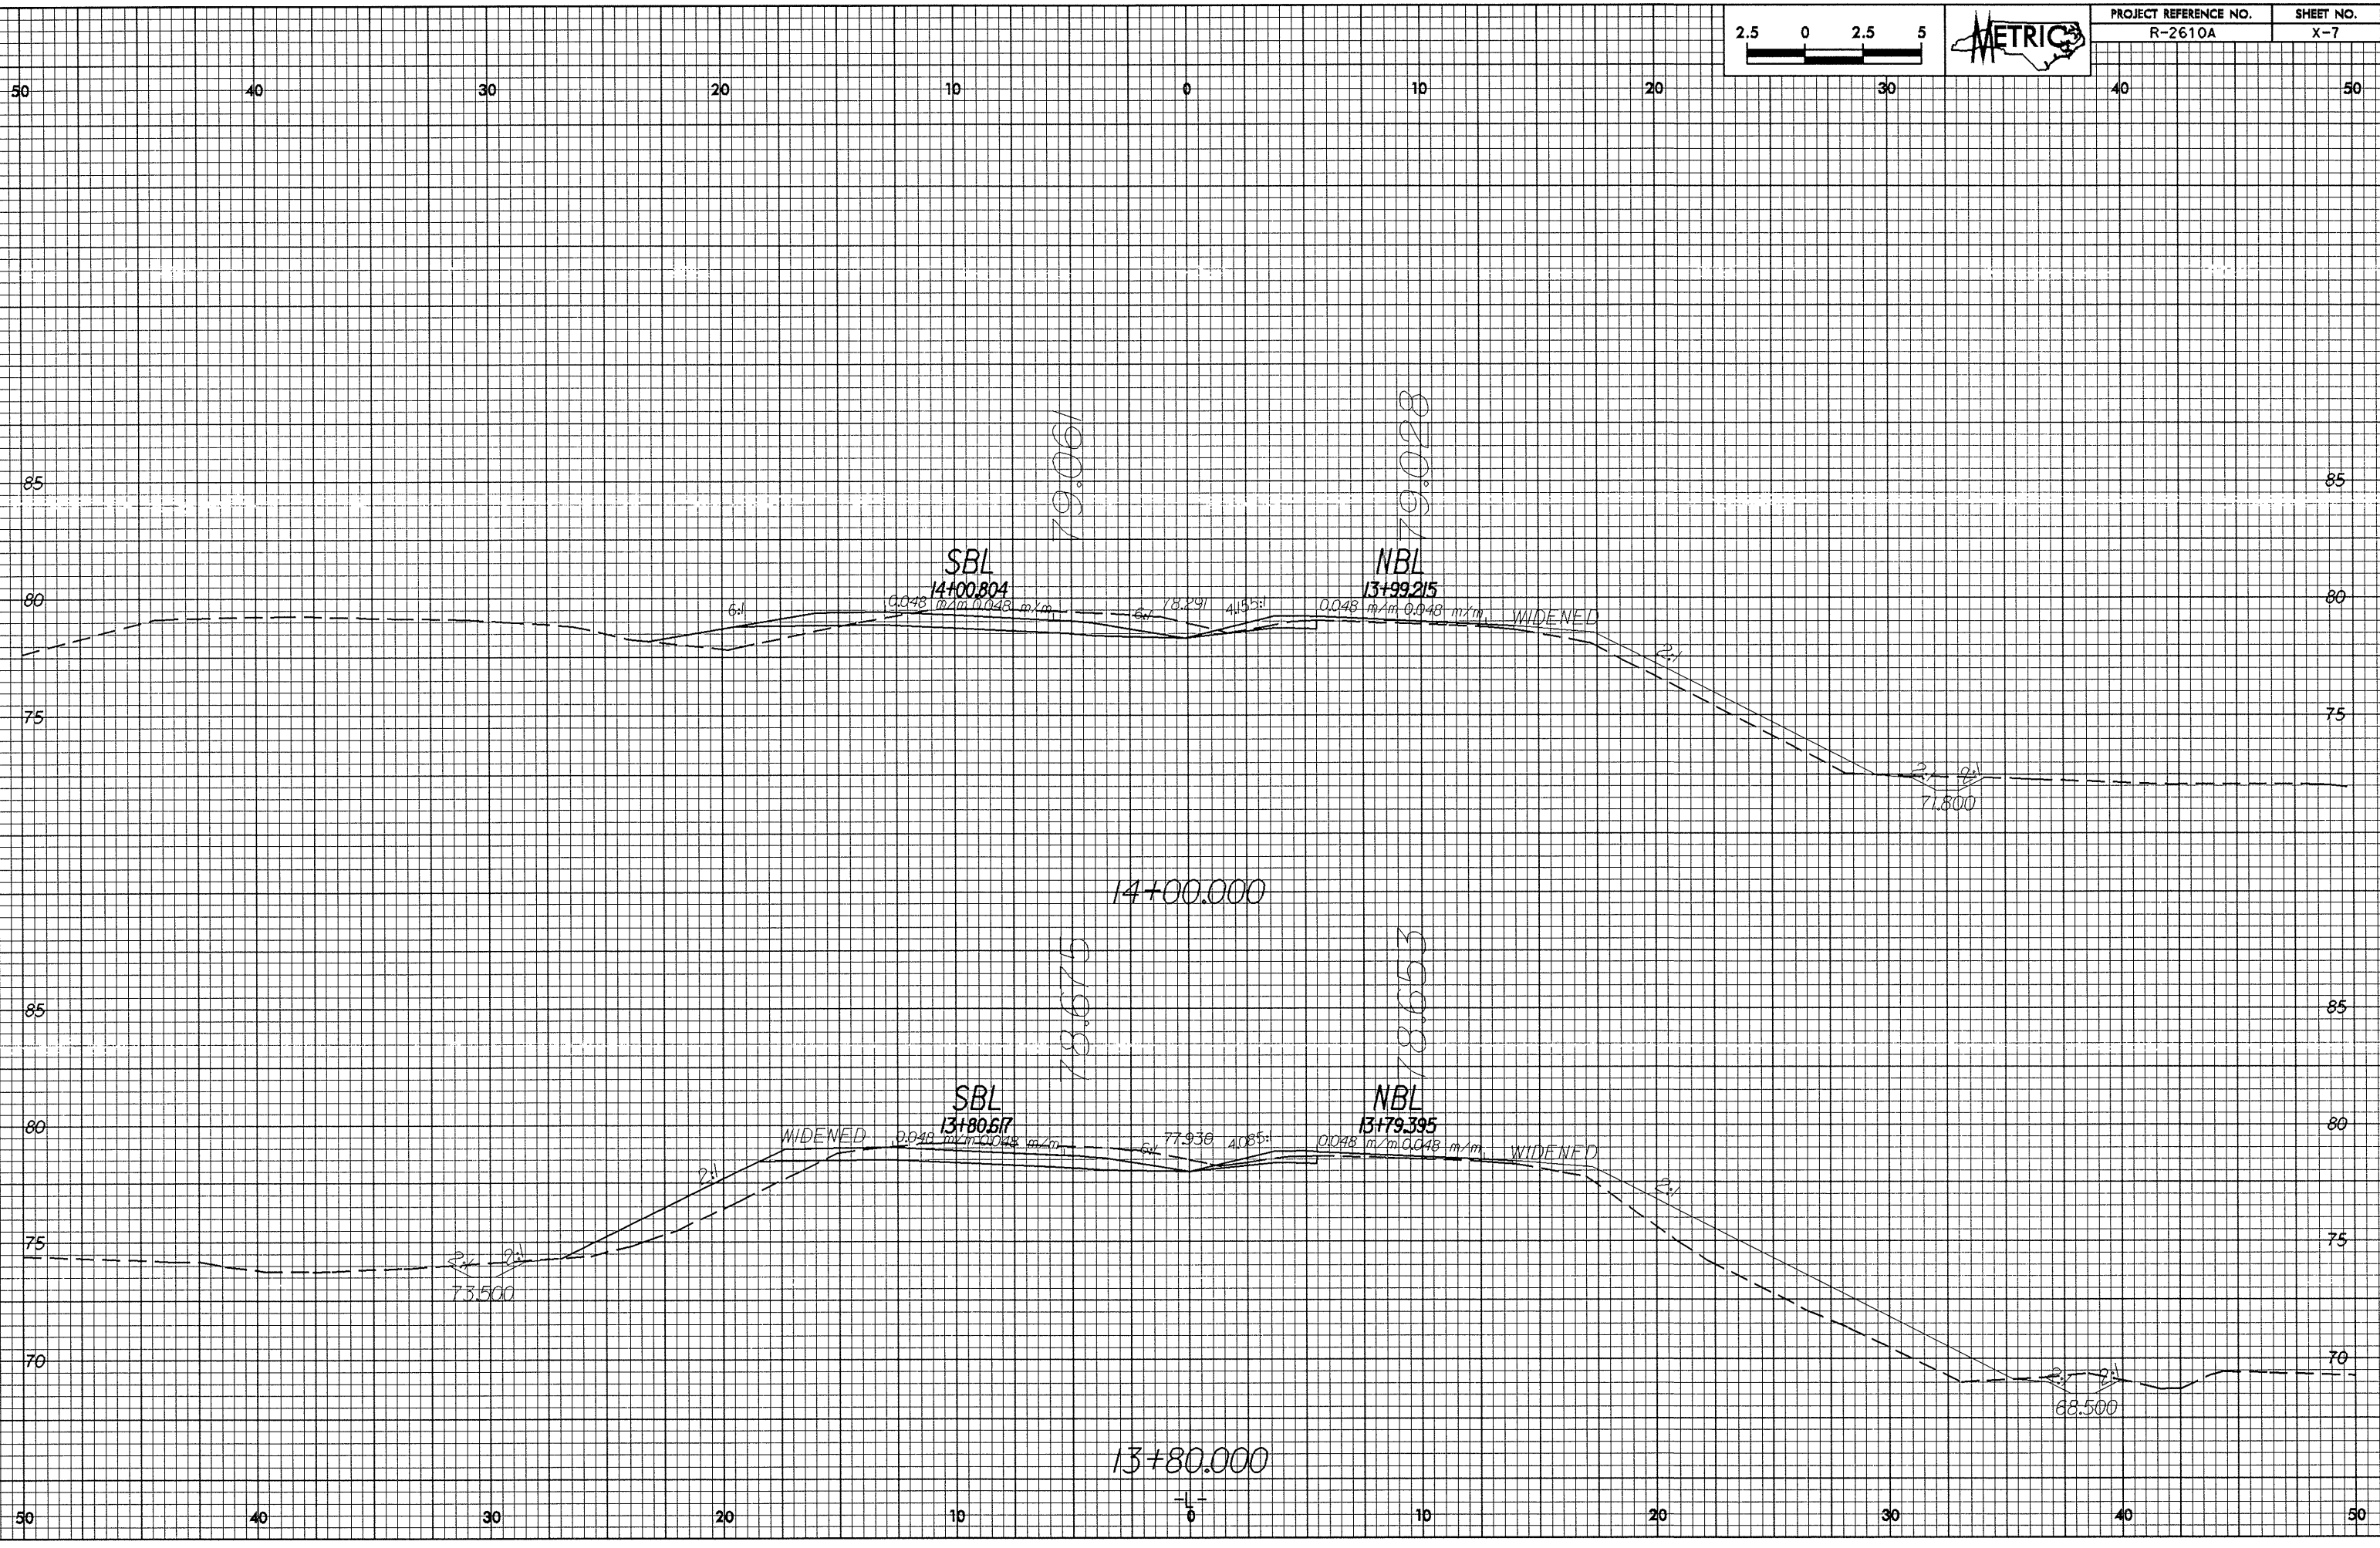 2.5 0 2.5 5
METRIC
PROJECT REFERENCE NO. SHEET NO.
R-2610A X-7
50 40 30 20 10 0 10 20 30 40 50
79.061 79.028
85 85
SBL NBL
14+00.804 13+99.215
80 6:1 0.048 m/m 0.048 m/m 6:1 78.291 4.155:1 0.048 m/m 0.048 m/m WIDENED 80
2:1
75 75
2:1 2:1
71.800
14+00.000
78.675 78.653
85 85
SBL NBL
13+80.617 13+79.395
80 80
WIDENED 0.048 m/m 0.048 m/m 6:1 77.938 4.085:1 0.048 m/m 0.048 m/m WIDENED
2:1 2:1
75 2:1 2:1 75
73.500
70 70
2:1 2:1
68.500
13+80.000
-L-
50 40 30 20 10 0 10 20 30 40 50